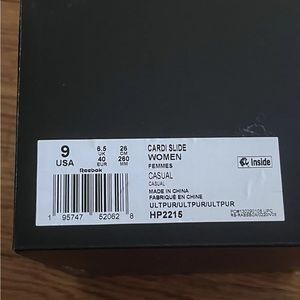 9 USA
6.5 UK 26 CM
40 EUR 260 MM
Reebok
1 95747 52062 8
CARDI SLIDE
WOMEN
FEMMES
CASUAL
CASUAL
MADE IN CHINA
FABRIQUÉ EN CHINE
ULTPUR/ULTPUR/ULTPUR
HP2215
Inside